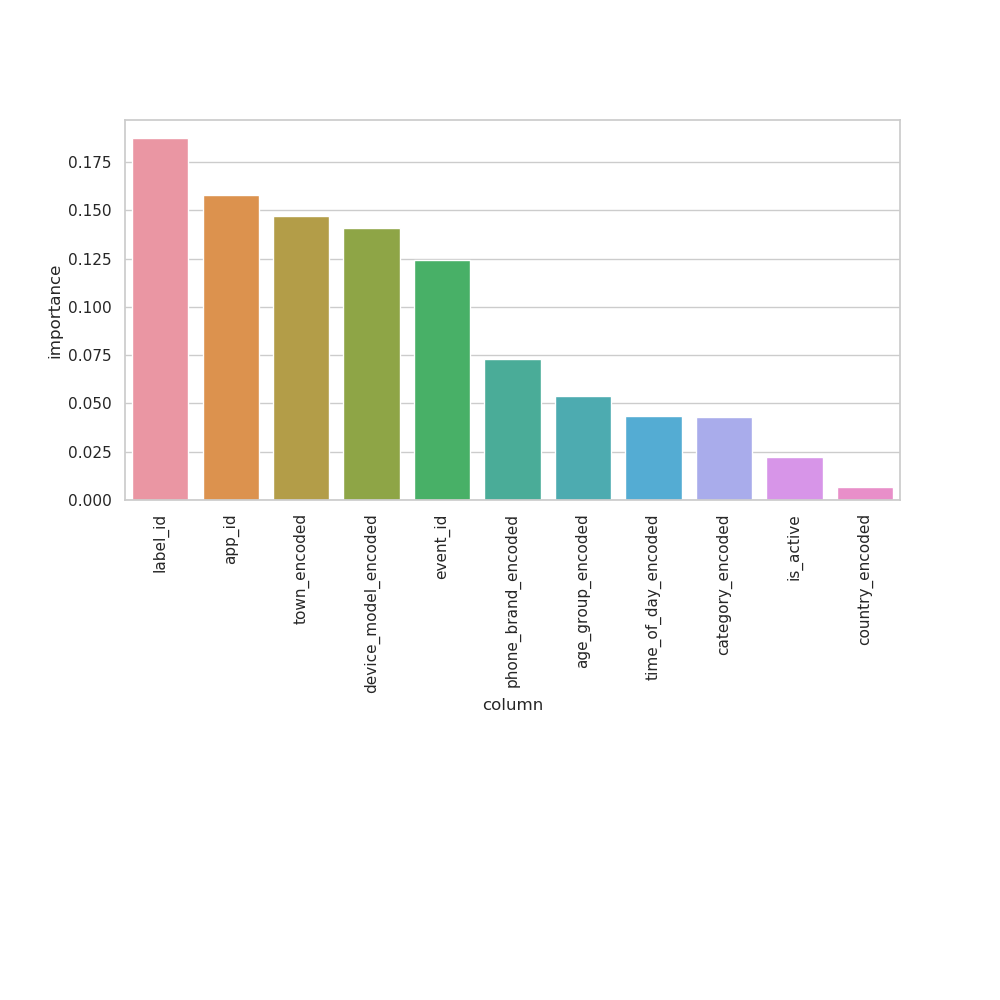 0.175
0.150
0.125
0.100
0.075
0.050
0.025
0.000
importance
label_id
app_id
town_encoded
device_model_encoded
event_id
phone_brand_encoded
age_group_encoded
time_of_day_encoded
category_encoded
is_active
country_encoded
column